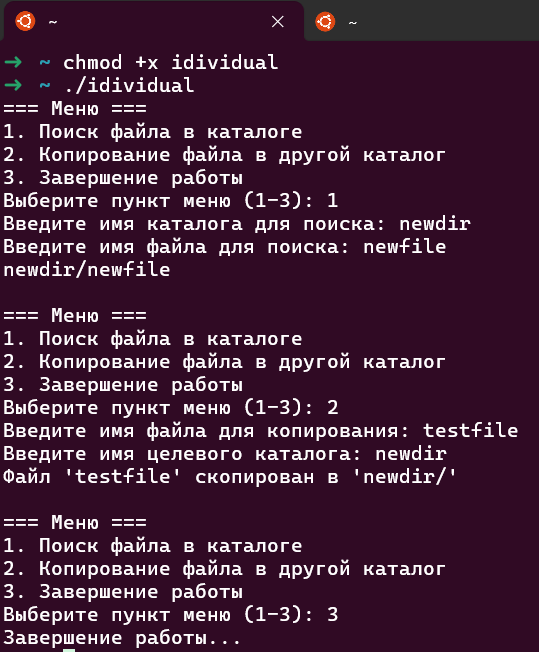 ~
~
→ ~ chmod +x idividual
→ ~ ./idividual
=== Меню ===
1. Поиск файла в каталоге
2. Копирование файла в другой каталог
3. Завершение работы
Выберите пункт меню (1-3): 1
Введите имя каталога для поиска: newdir
Введите имя файла для поиска: newfile
newdir/newfile
=== Меню ===
1. Поиск файла в каталоге
2. Копирование файла в другой каталог
3. Завершение работы
Выберите пункт меню (1-3): 2
Введите имя файла для копирования: testfile
Введите имя целевого каталога: newdir
Файл 'testfile' скопирован в 'newdir/'
=== Меню ===
1. Поиск файла в каталоге
2. Копирование файла в другой каталог
3. Завершение работы
Выберите пункт меню (1-3): 3
Завершение работы...